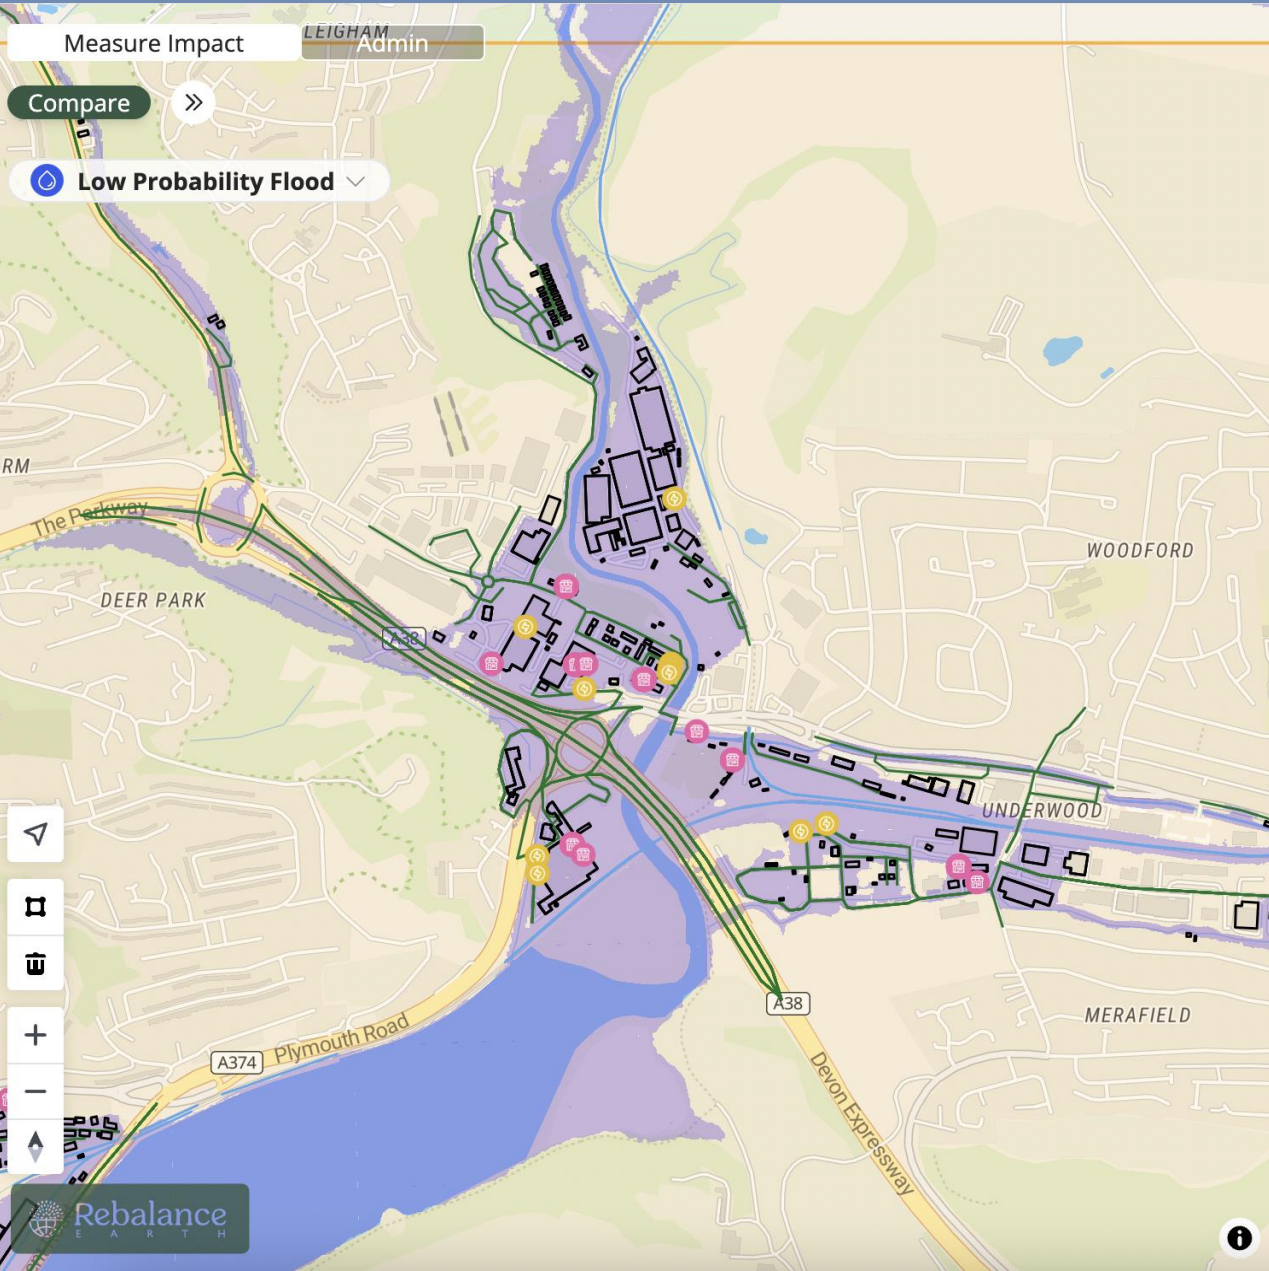 LEIGHAM
Measure Impact
Admin
Compare
Low Probability Flood
RM
The Parkway
WOODFORD
DEER PARK
A38
UNDERWOOD
A38
MERAFIELD
Plymouth Road
A374
Devon Expressway
Rebalance
EARTH